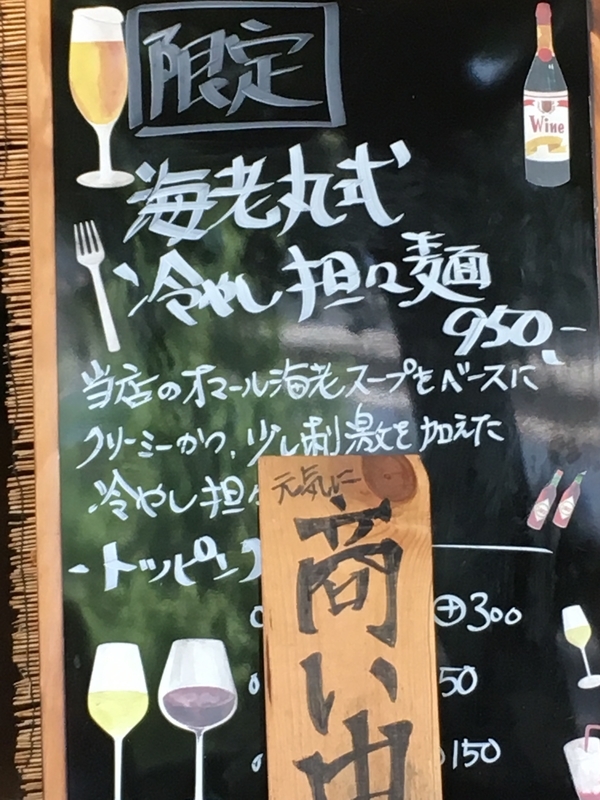 限定
Wine
海老丸式
冷やし担々麺
950.-
当店のオマール海老スープをベースに
クリーミーかつ、少し刺激を加えた
冷やし担々
-トッピン
⊕300
50
150
元気に
商い中